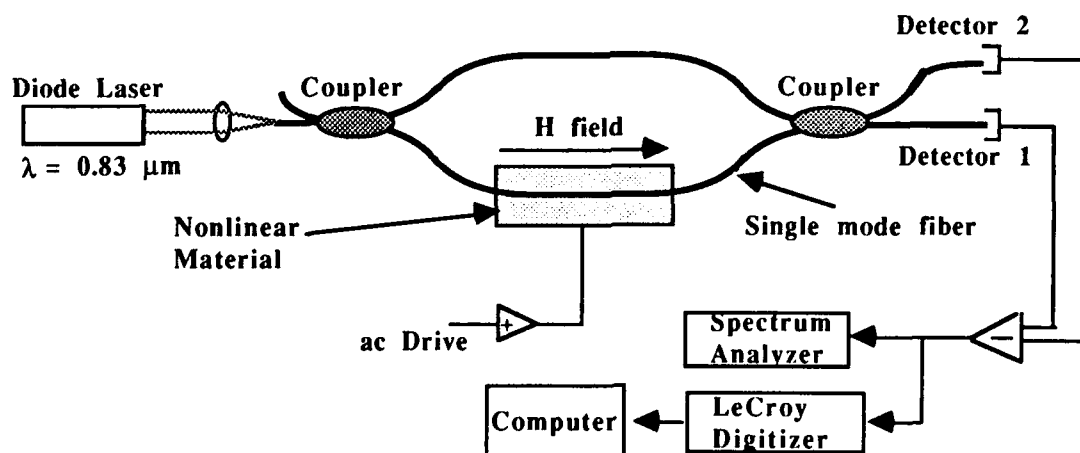 Detector 2
Diode Laser
Coupler
Coupler
H field
λ = 0.83 μm
Detector 1
Nonlinear
Material
Single mode fiber
ac Drive
+
−
Spectrum
Analyzer
Computer
LeCroy
Digitizer